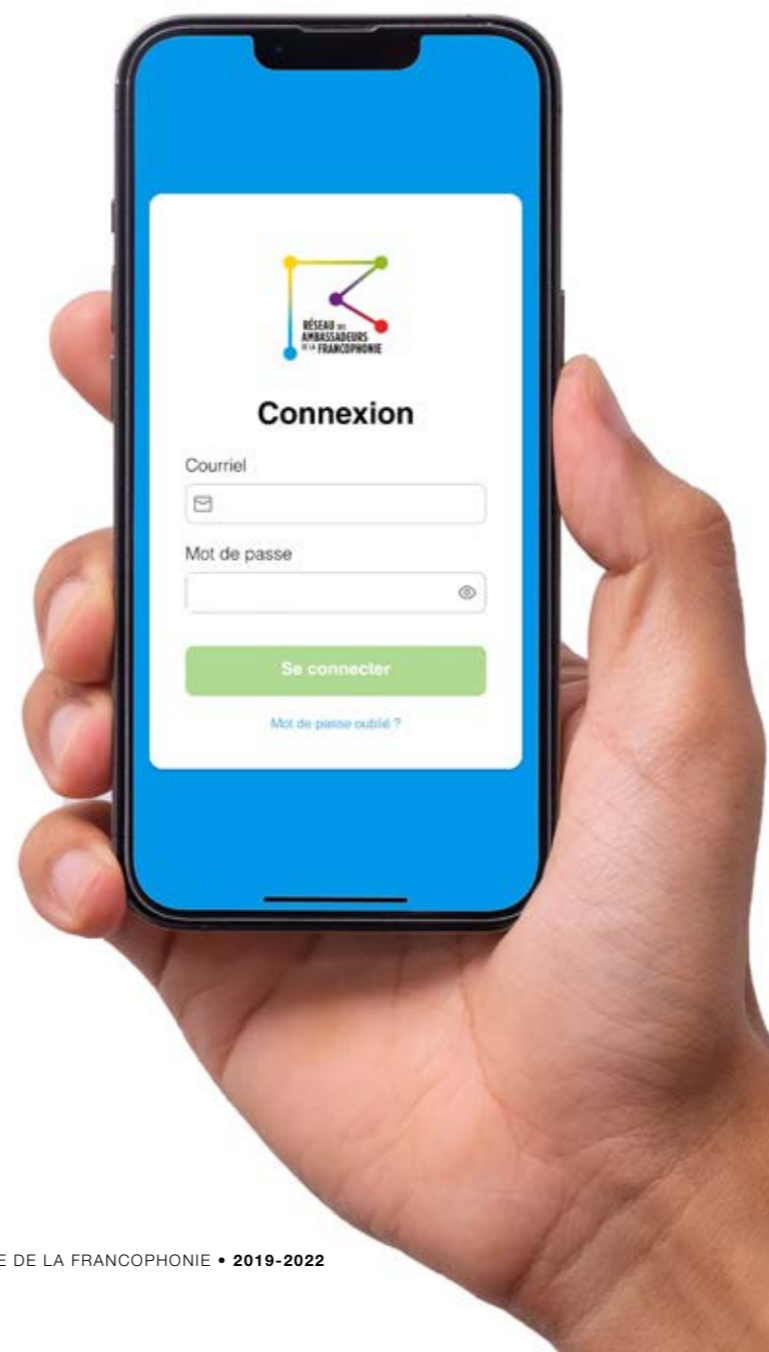 RÉSEAU DES
AMBASSADEURS
DE LA FRANCOPHONIE
Connexion
Courriel
Mot de passe
Se connecter
Mot de passe oublié ?
E DE LA FRANCOPHONIE • 2019-2022